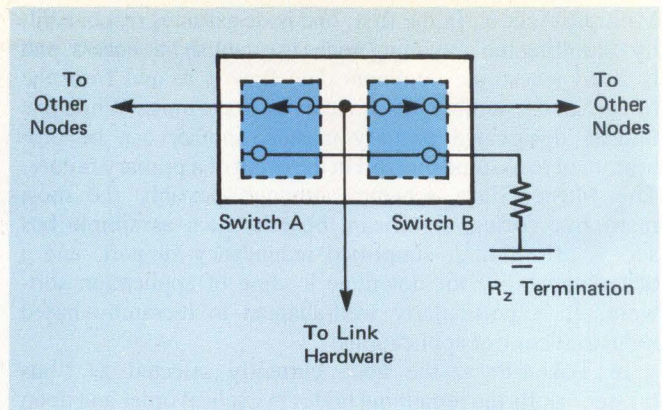 To
Other
Nodes
To
Other
Nodes
Switch A
Switch B
R_z Termination
To Link
Hardware